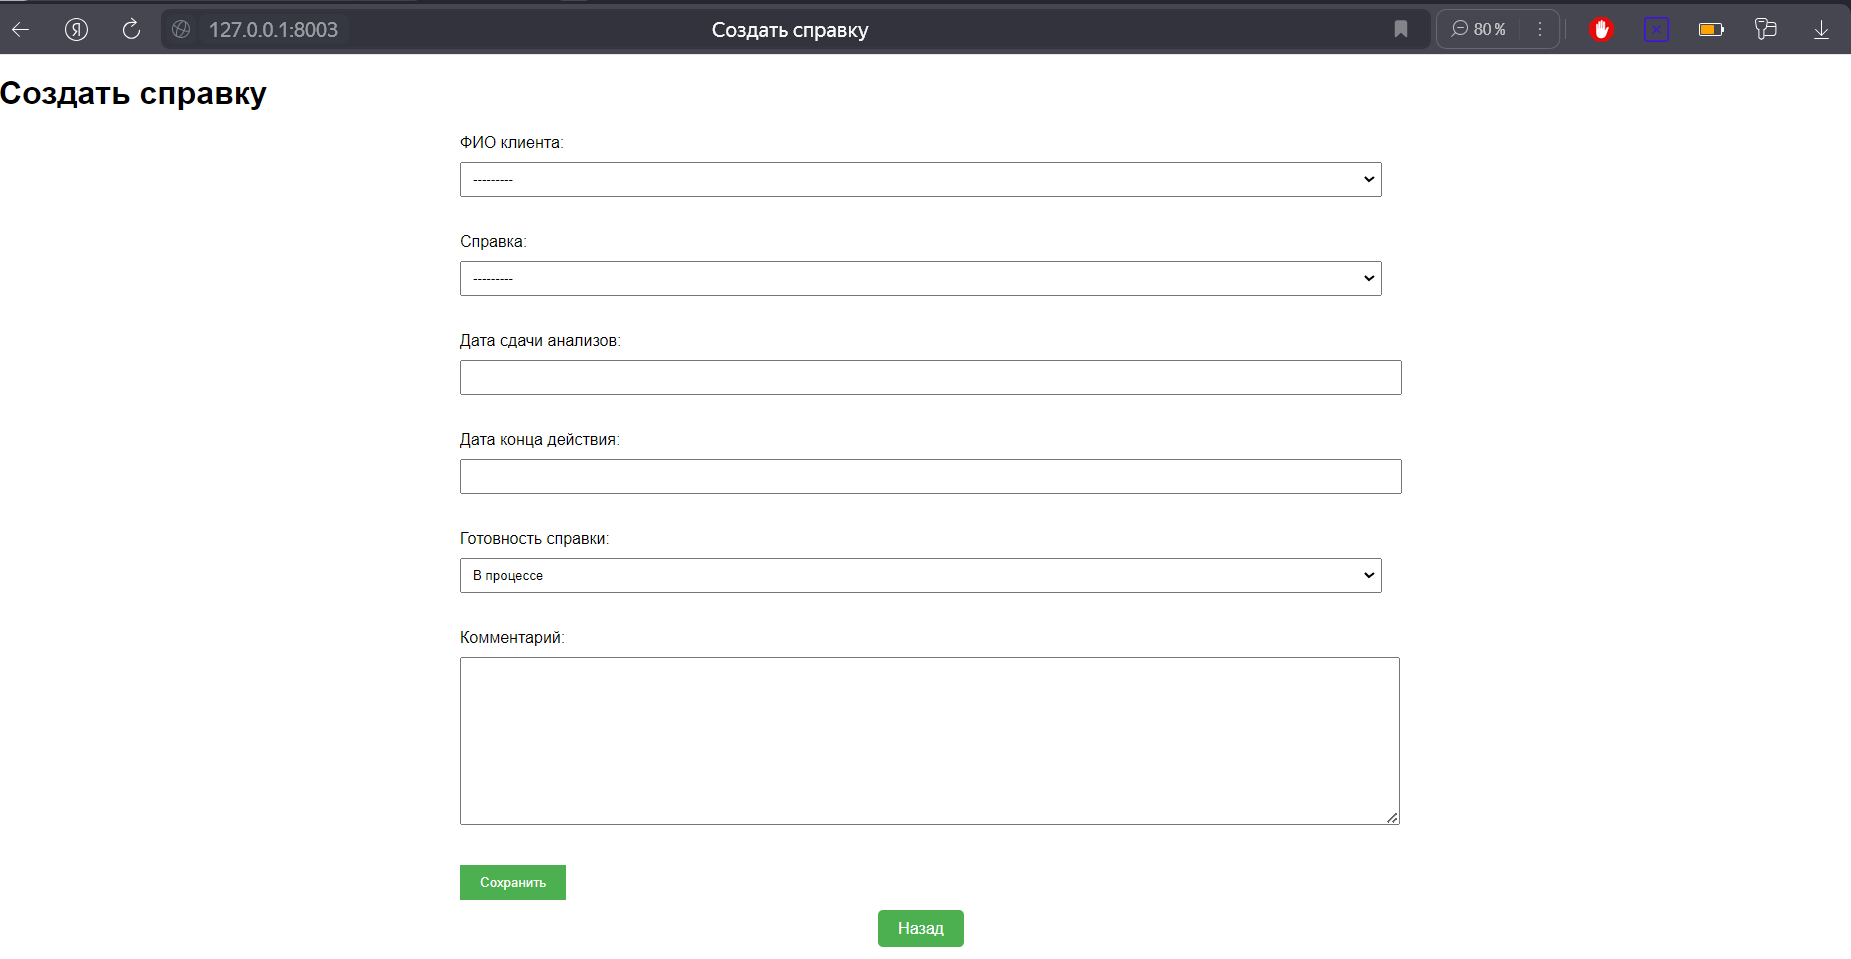 Я 127.0.0.1:8003 Создать справку 80 %
Создать справку
ФИО клиента:
---------
Справка:
---------
Дата сдачи анализов:
Дата конца действия:
Готовность справки:
В процессе
Комментарий:
Сохранить
Назад